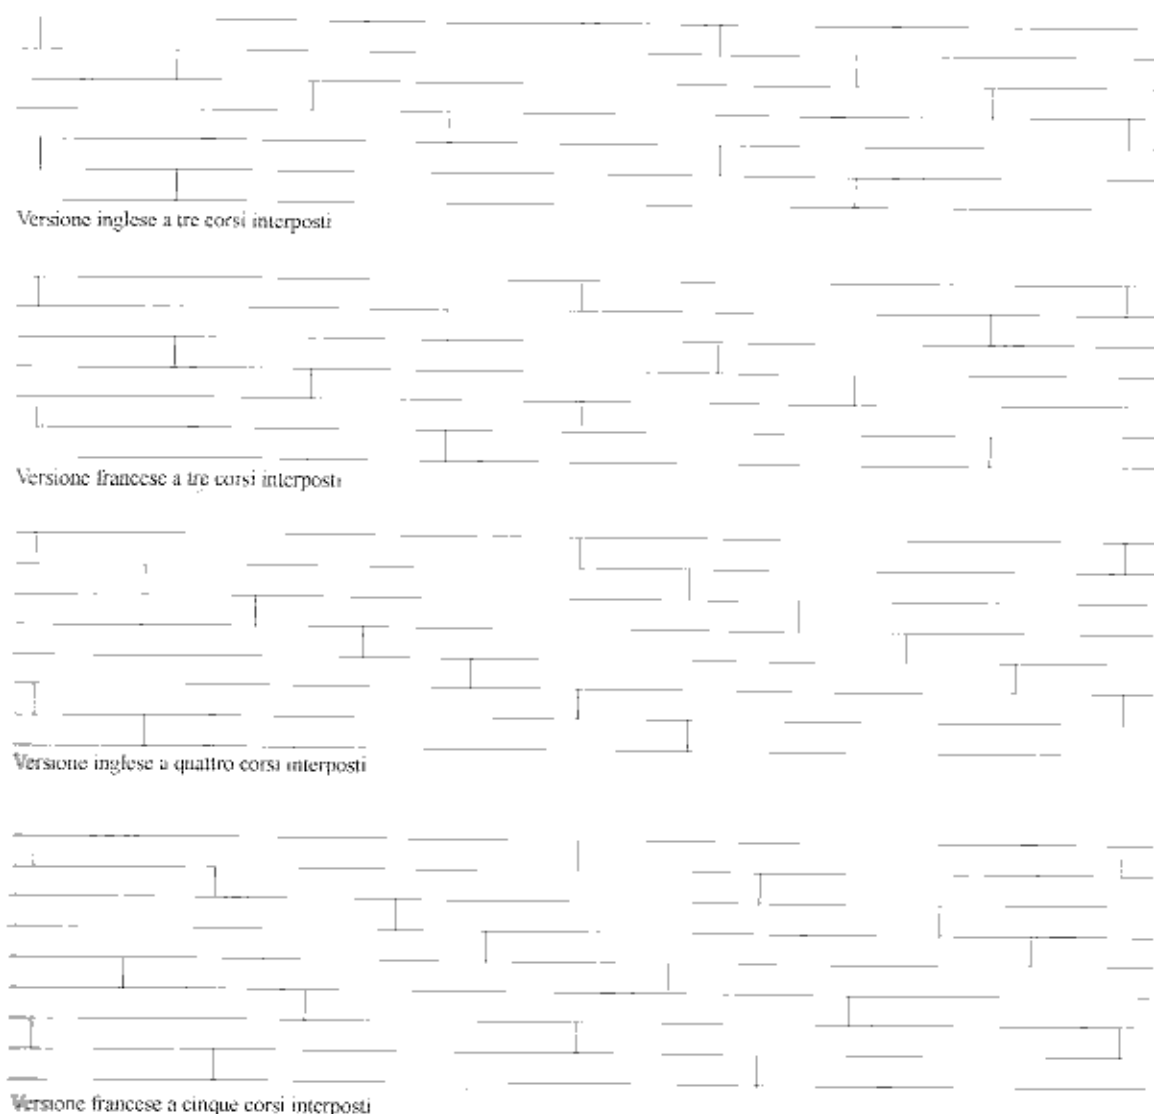 Versione inglese a tre corsi interposti
Versione francese a tre corsi interposti
Versione inglese a quattro corsi interposti
Versione francese a cinque corsi interposti